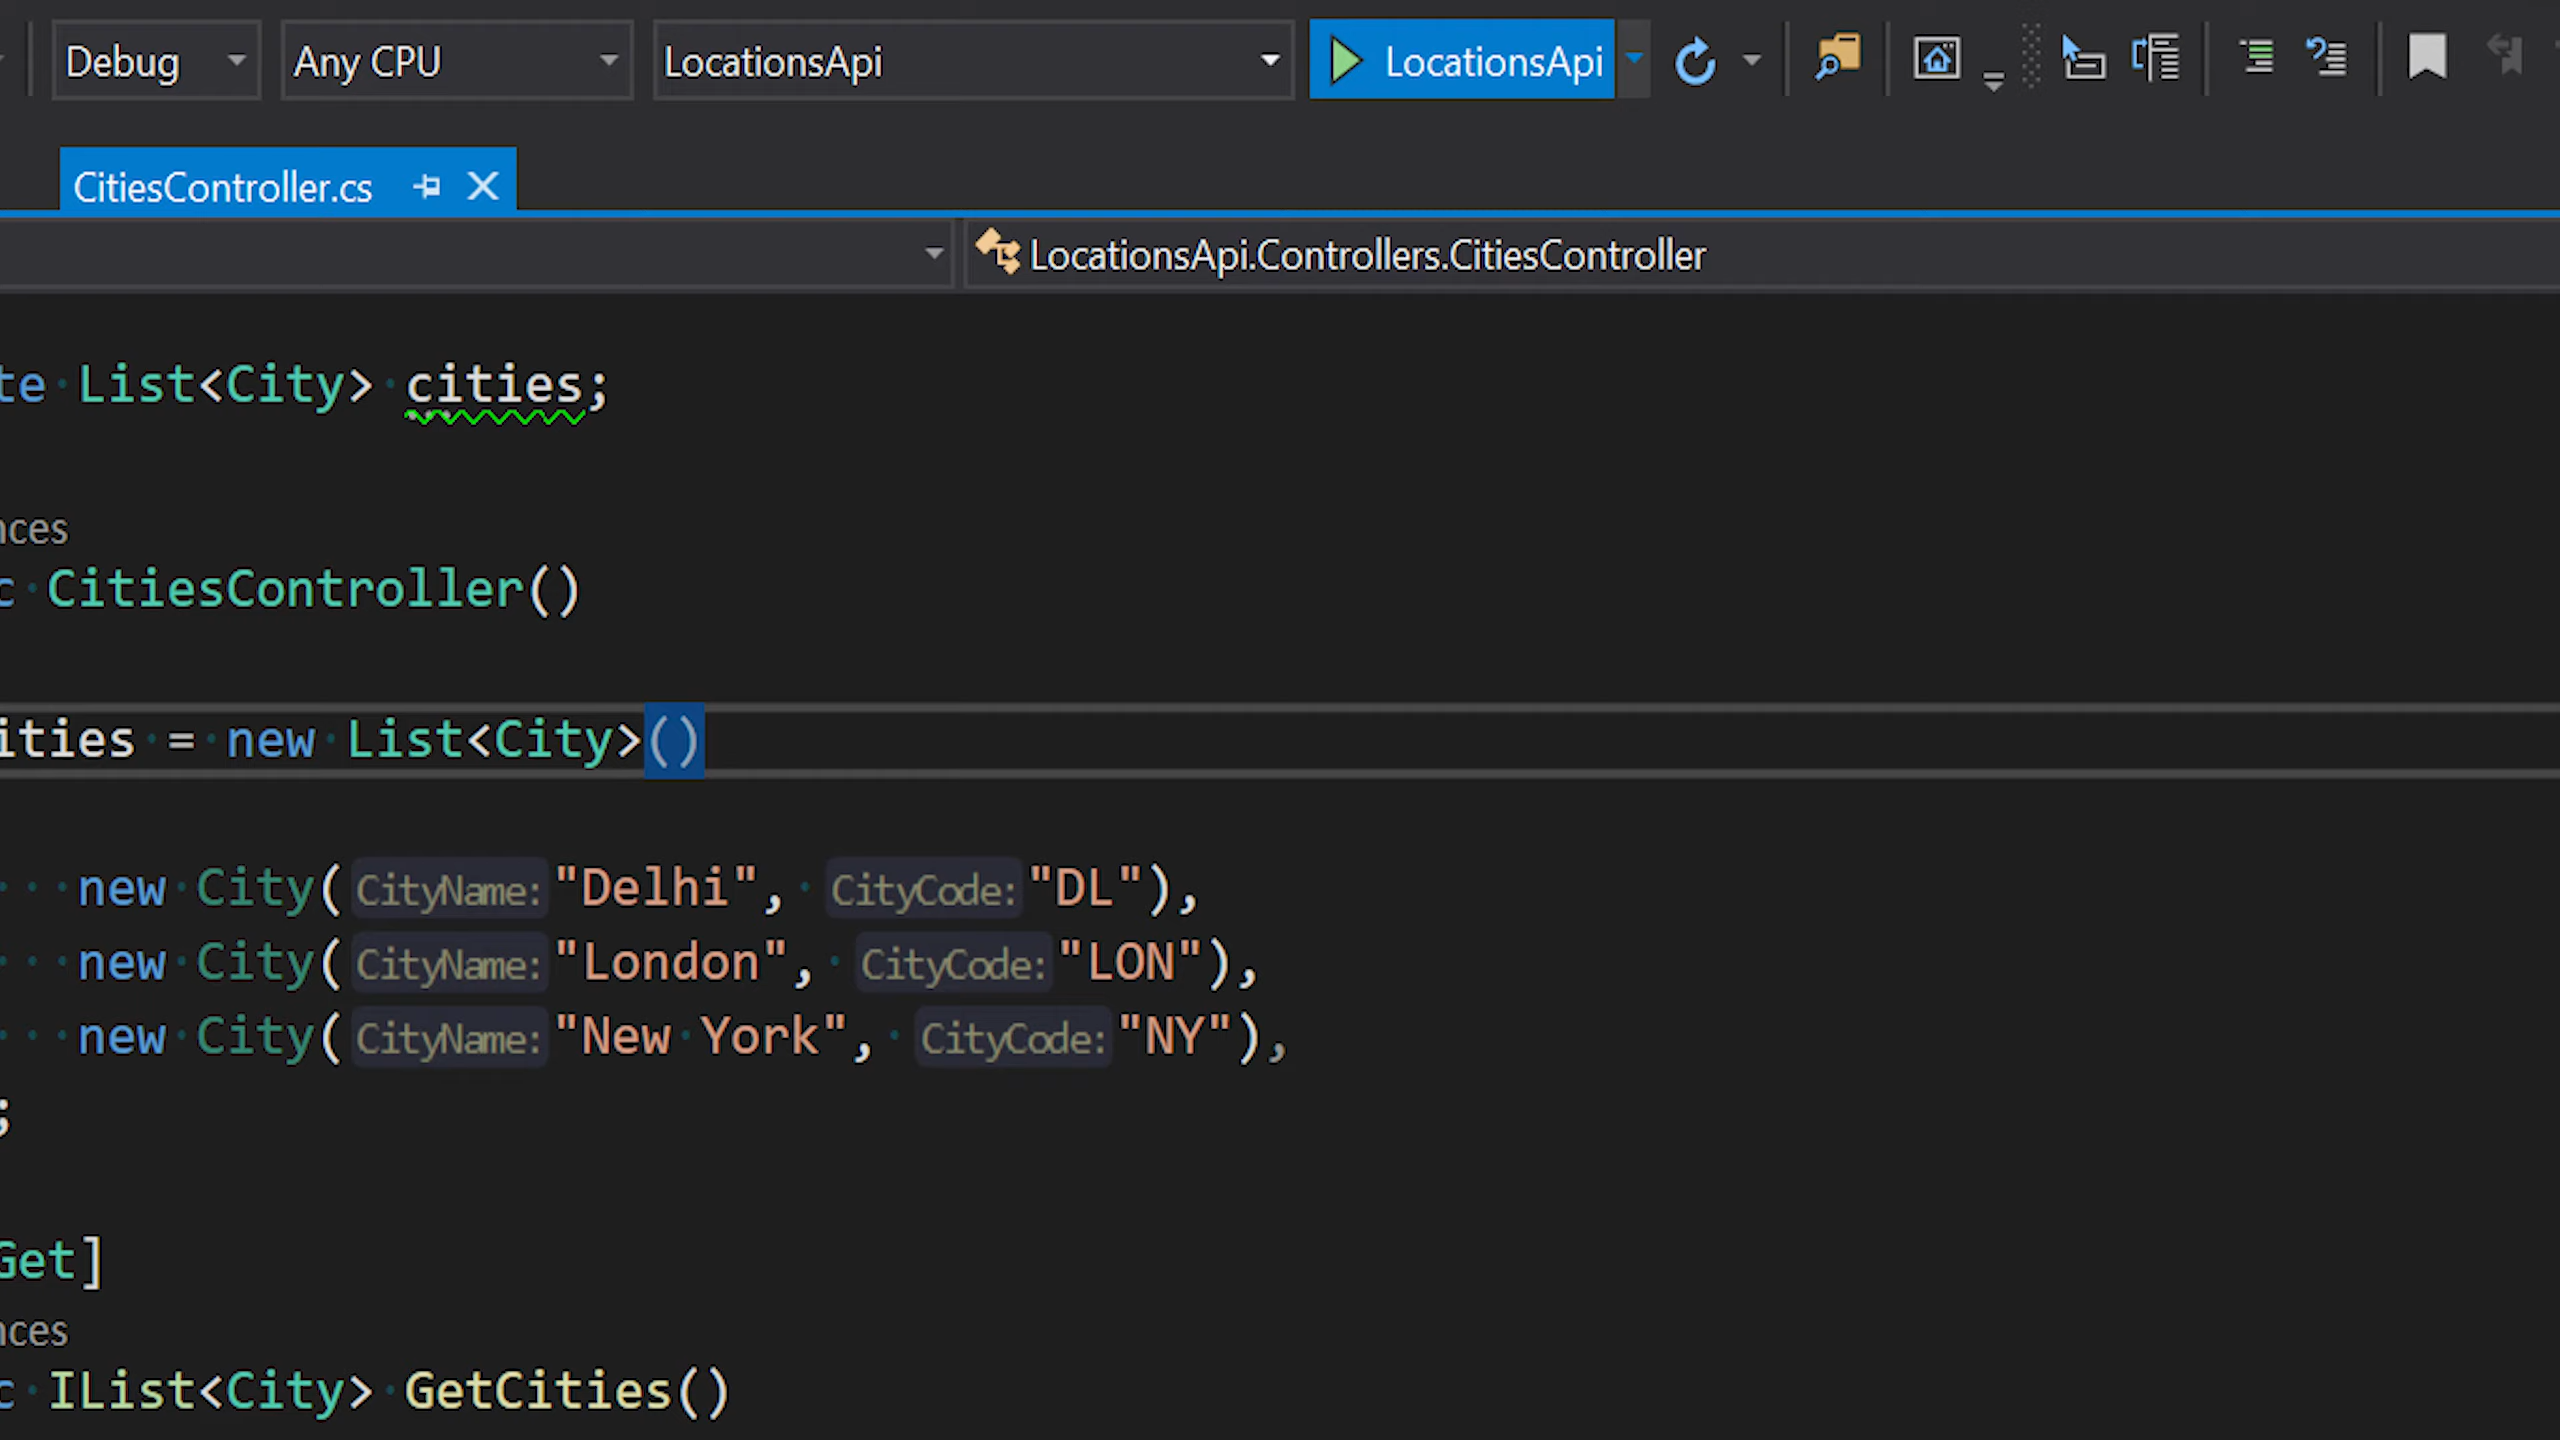 Debug Any CPU LocationsApi LocationsApi
CitiesController.cs
LocationsApi.Controllers.CitiesController
te List<City> cities;
nces
c CitiesController()
ities = new List<City>()
new City(CityName:"Delhi", CityCode:"DL"),
new City(CityName:"London", CityCode:"LON"),
new City(CityName:"New York", CityCode:"NY"),
;
Get]
nces
c IList<City> GetCities()